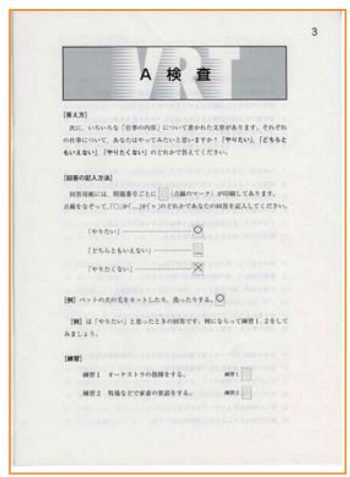 3
VRT
A 検 査
[答え方]
次に、いろいろな「仕事の内容」について書かれた文章があります。それぞれ
の仕事について、あなたはやってみたいと思いますか？「やりたい」、「どちらと
もいえない」、「やりたくない」のどれかで答えてください。
[回答の記入方法]
回答用紙には、問題番号ごとに（点線のマーク）が印刷してあります。
点線をなぞって、「○」か「＿」か「×」のどれかであなたの回答を記入してください。
「やりたい」 ○
「どちらともいえない」 ＿
「やりたくない」 ×
[例] ペットの犬の毛をカットしたり、洗ったりする。 ○
[例] は「やりたい」と思ったときの回答です。例にならって練習1、2をして
みましょう。
[練習]
練習1 オーケストラの指揮をする。 練習1
練習2 牧場などで家畜の世話をする。 練習2